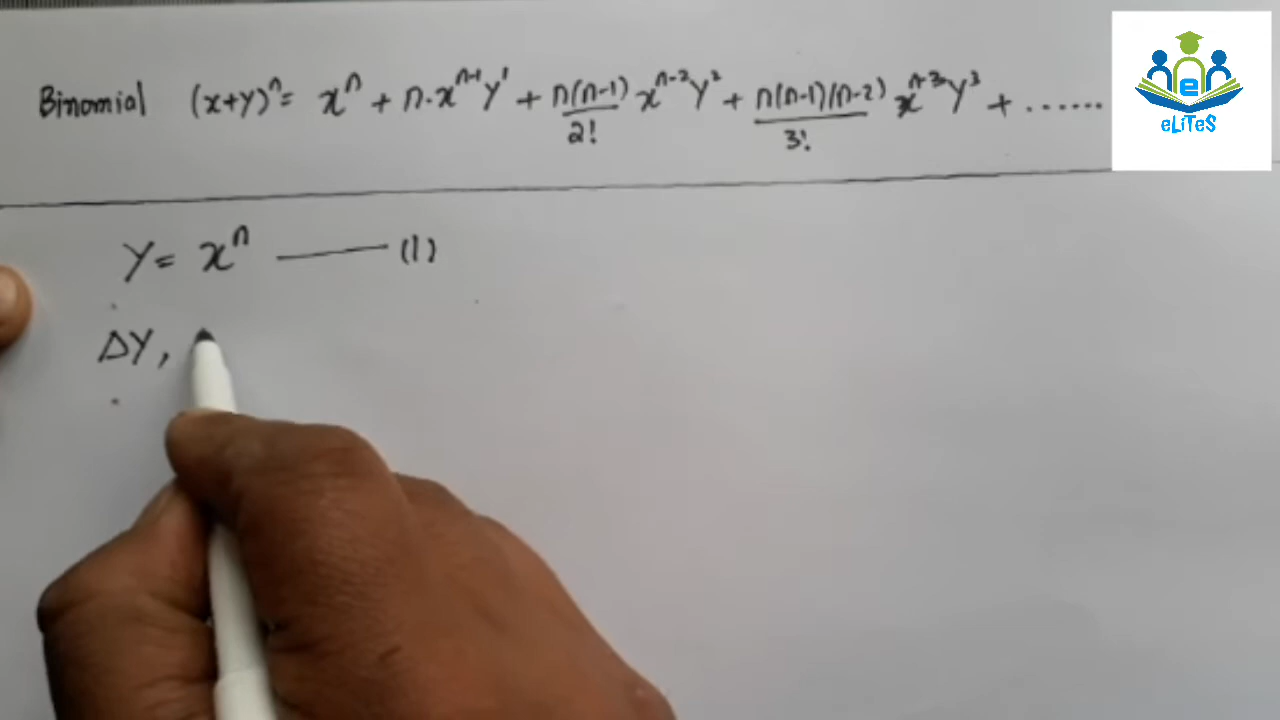 Binomial (x+y)^n = x^n + n·x^(n-1) y^1 + n(n-1)/2! x^(n-2) y^2 + n(n-1)(n-2)/3! x^(n-3) y^3 + ......
e
eLiTeS
Y = x^n ——— (1)
ΔY,